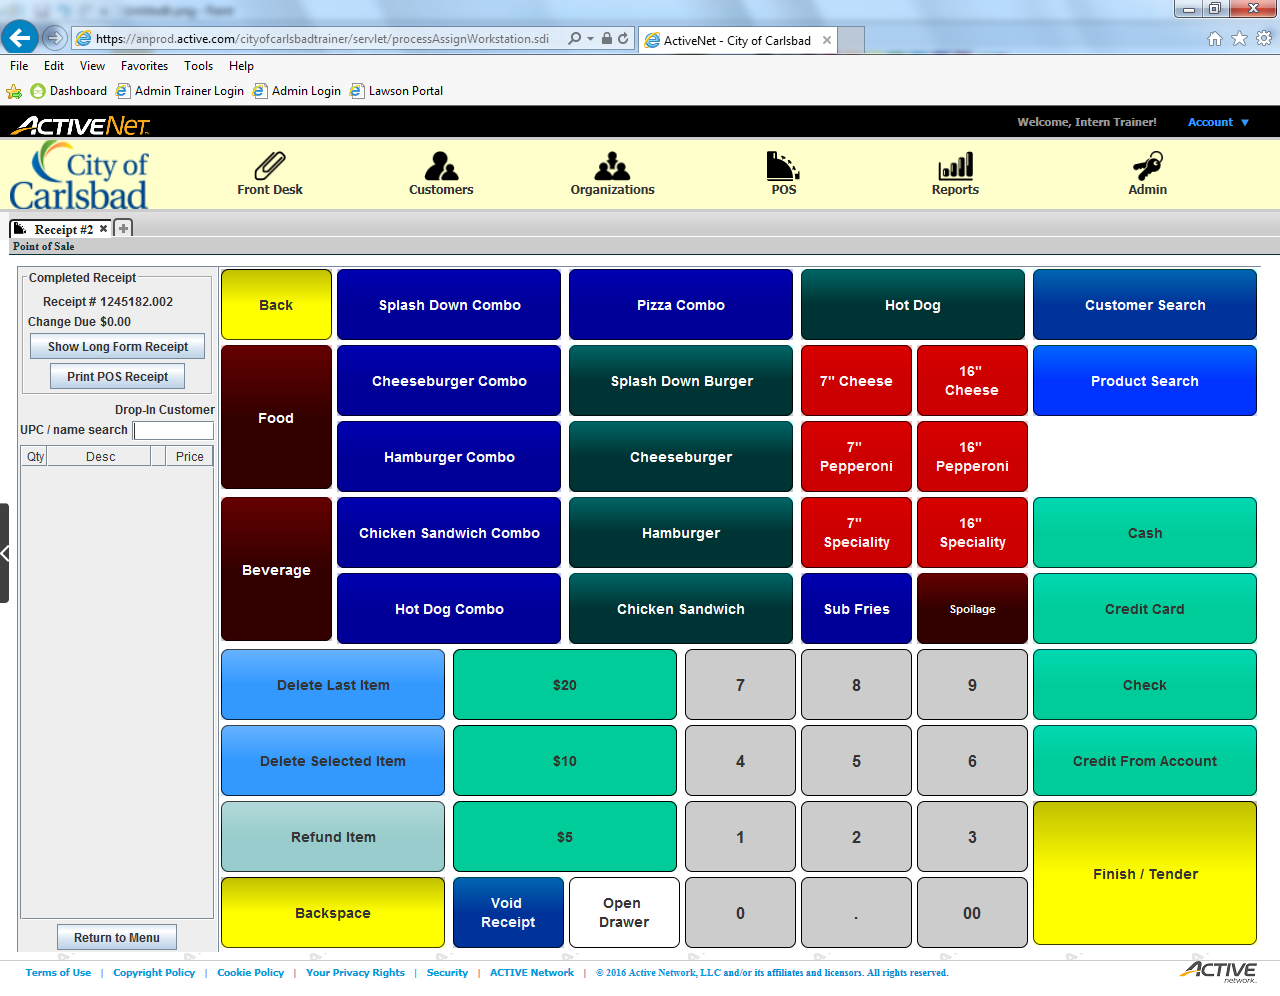 https://anprod.active.com/cityofcarlsbadtrainer/servlet/processAssignWorkstation.sdi
ActiveNet - City of Carlsbad
File Edit View Favorites Tools Help
Dashboard Admin Trainer Login Admin Login Lawson Portal
ACTIVENET
Welcome, Intern Trainer! Account
City of
Carlsbad
Front Desk Customers Organizations POS Reports Admin
Receipt #2
Point of Sale
Completed Receipt
Receipt # 1245182.002
Change Due $0.00
Show Long Form Receipt
Print POS Receipt
Drop-In Customer
UPC / name search
Qty Desc Price
Return to Menu
Back Splash Down Combo Pizza Combo Hot Dog Customer Search
Food Cheeseburger Combo Splash Down Burger 7" Cheese 16" Cheese Product Search
Hamburger Combo Cheeseburger 7" Pepperoni 16" Pepperoni
Beverage Chicken Sandwich Combo Hamburger 7" Speciality 16" Speciality Cash
Hot Dog Combo Chicken Sandwich Sub Fries Spoilage Credit Card
Delete Last Item $20 7 8 9 Check
Delete Selected Item $10 4 5 6 Credit From Account
Refund Item $5 1 2 3 Finish / Tender
Backspace Void Receipt Open Drawer 0 . 00
Terms of Use | Copyright Policy | Cookie Policy | Your Privacy Rights | Security | ACTIVE Network | © 2016 Active Network, LLC and/or its affiliates and licensors. All rights reserved.
ACTIVE
network